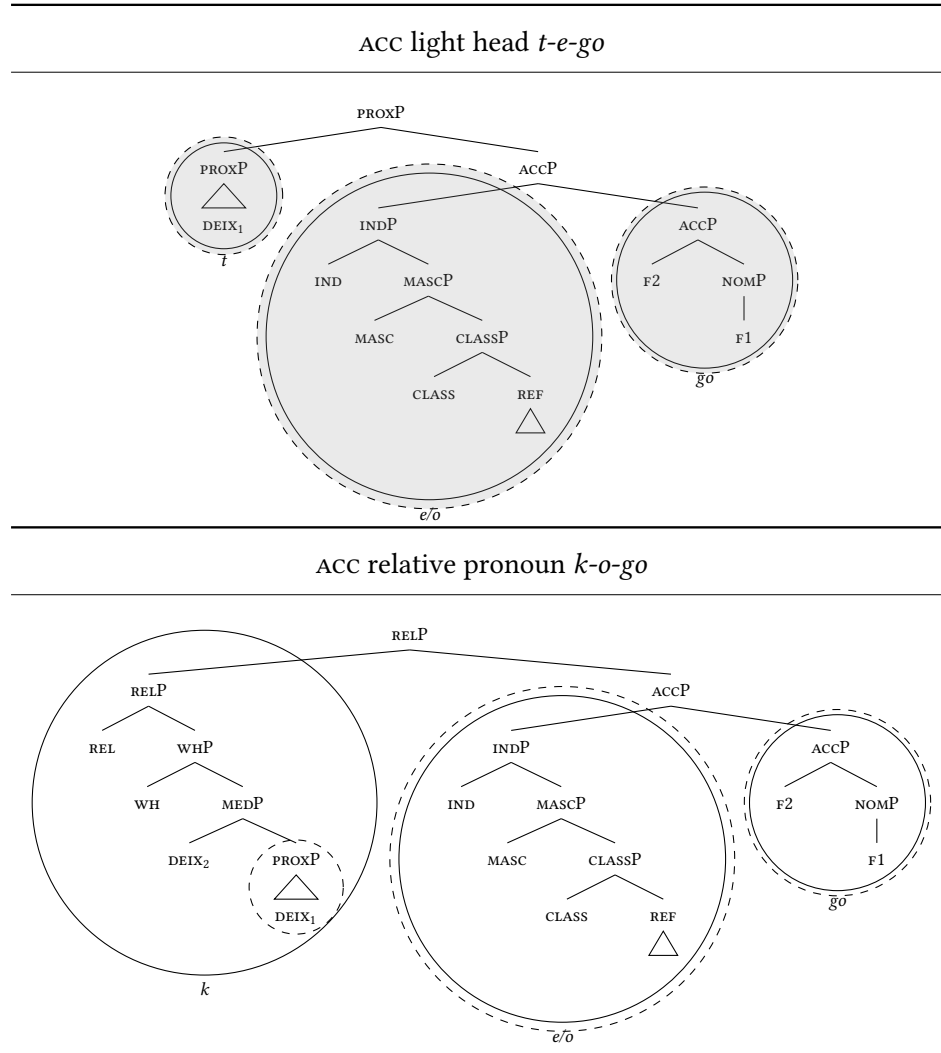 ACC light head t-e-go
PROXP
PROXP ACCP
DEIX₁ INDP ACCP
t
IND MASCP F2 NOMP
MASC CLASSP F1
go
CLASS REF
e/o
ACC relative pronoun k-o-go
RELP
RELP ACCP
REL WHP INDP ACCP
WH MEDP IND MASCP F2 NOMP
DEIX₂ PROXP MASC CLASSP F1
go
DEIX₁ CLASS REF
k
e/o